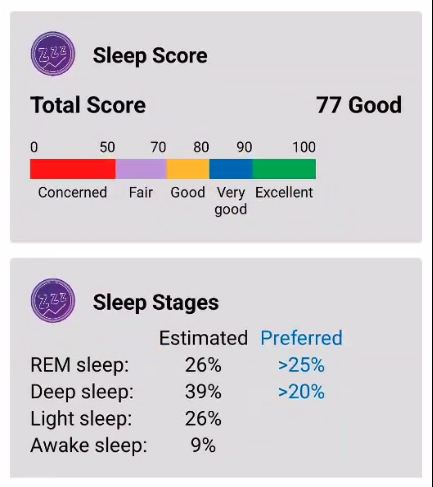 Sleep Score
Total Score 77 Good
0 50 70 80 90 100
Concerned Fair Good Very good Excellent
Sleep Stages
Estimated Preferred
REM sleep: 26% >25%
Deep sleep: 39% >20%
Light sleep: 26%
Awake sleep: 9%